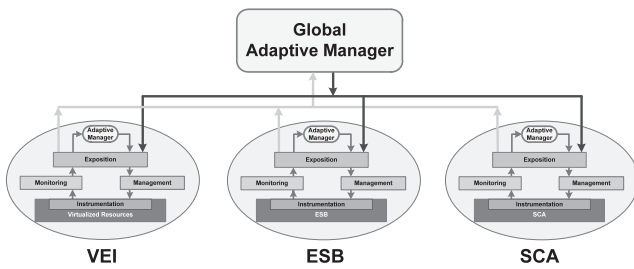 Global
Adaptive Manager
Adaptive
Manager
Exposition
Monitoring
Management
Instrumentation
Virtualized Resources
VEI
Adaptive
Manager
Exposition
Monitoring
Management
Instrumentation
ESB
ESB
Adaptive
Manager
Exposition
Monitoring
Management
Instrumentation
SCA
SCA